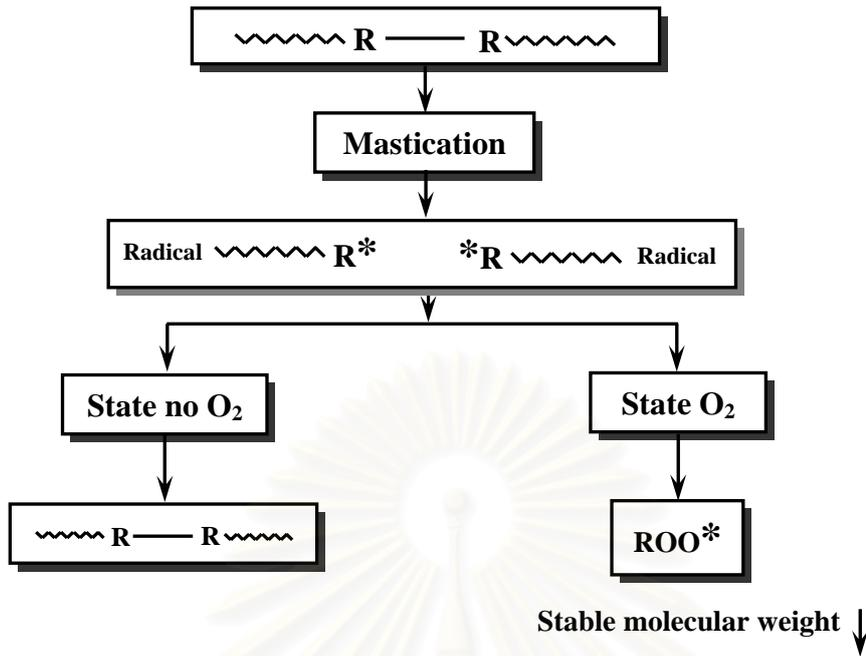 R R
Mastication
Radical R* *R Radical
State no O₂ State O₂
R R
ROO*
Stable molecular weight